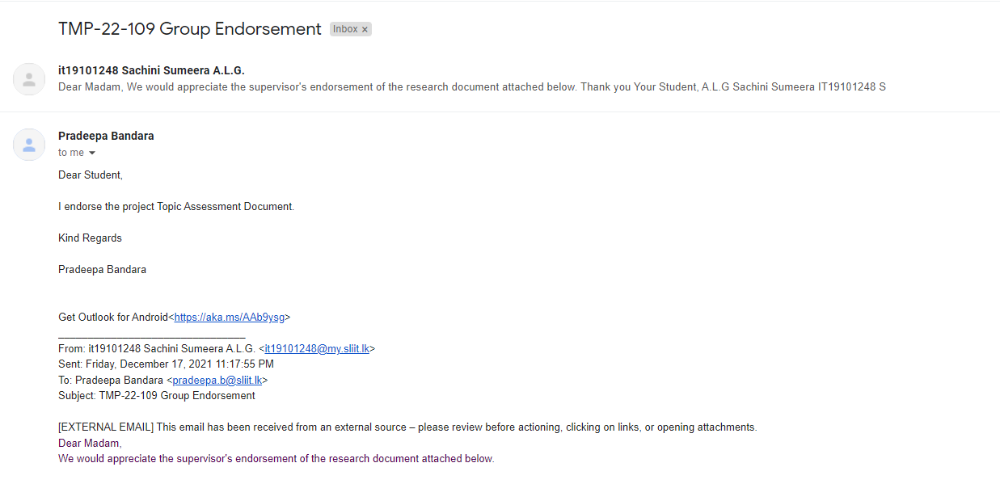 TMP-22-109 Group Endorsement Inbox ×
it19101248 Sachini Sumeera A.L.G.
Dear Madam, We would appreciate the supervisor's endorsement of the research document attached below. Thank you Your Student, A.L.G Sachini Sumeera IT19101248 S
Pradeepa Bandara
to me
Dear Student,
I endorse the project Topic Assessment Document.
Kind Regards
Pradeepa Bandara
Get Outlook for Android<https://aka.ms/AAb9ysg>
________________________________
From: it19101248 Sachini Sumeera A.L.G. <it19101248@my.sliit.lk>
Sent: Friday, December 17, 2021 11:17:55 PM
To: Pradeepa Bandara <pradeepa.b@sliit.lk>
Subject: TMP-22-109 Group Endorsement
[EXTERNAL EMAIL] This email has been received from an external source – please review before actioning, clicking on links, or opening attachments.
Dear Madam,
We would appreciate the supervisor's endorsement of the research document attached below.